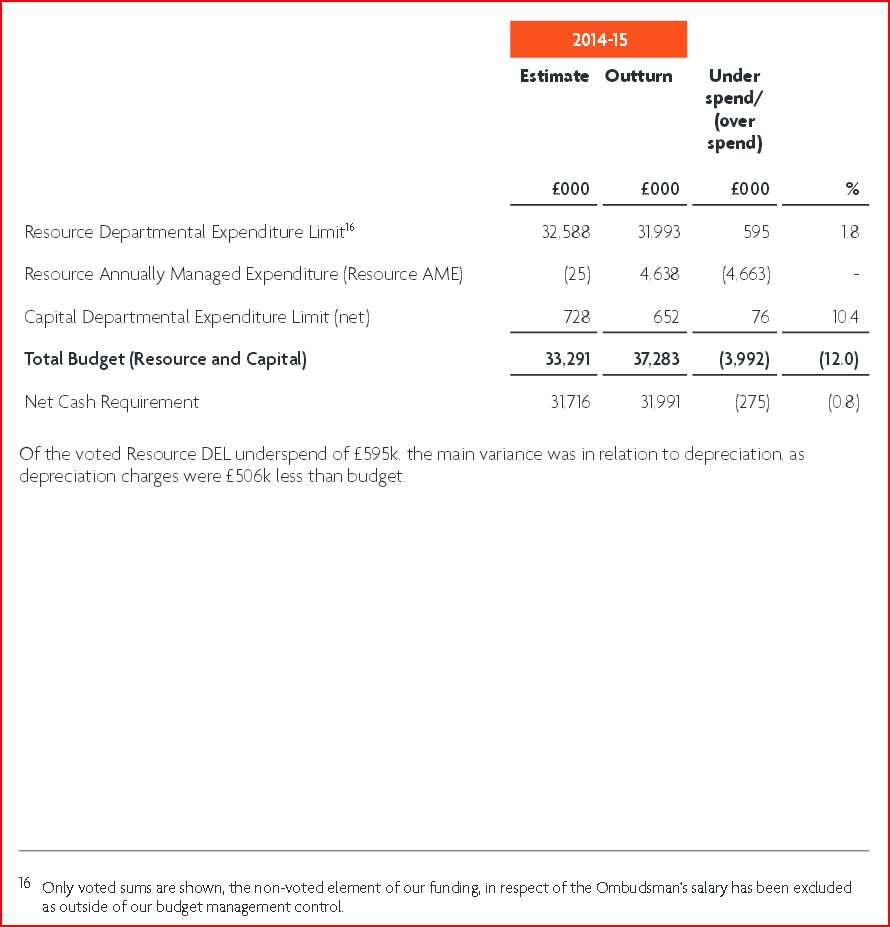 2014-15
Estimate Outturn Under
spend/
(over
spend)
£000 £000 £000 %
Resource Departmental Expenditure Limit16 32,588 31,993 595 1.8
Resource Annually Managed Expenditure (Resource AME) (25) 4,638 (4,663) -
Capital Departmental Expenditure Limit (net) 728 652 76 10.4
Total Budget (Resource and Capital) 33,291 37,283 (3,992) (12.0)
Net Cash Requirement 31,716 31,991 (275) (0.8)
Of the voted Resource DEL underspend of £595k, the main variance was in relation to depreciation, as
depreciation charges were £506k less than budget.
16 Only voted sums are shown, the non-voted element of our funding, in respect of the Ombudsman's salary has been excluded
as outside of our budget management control.